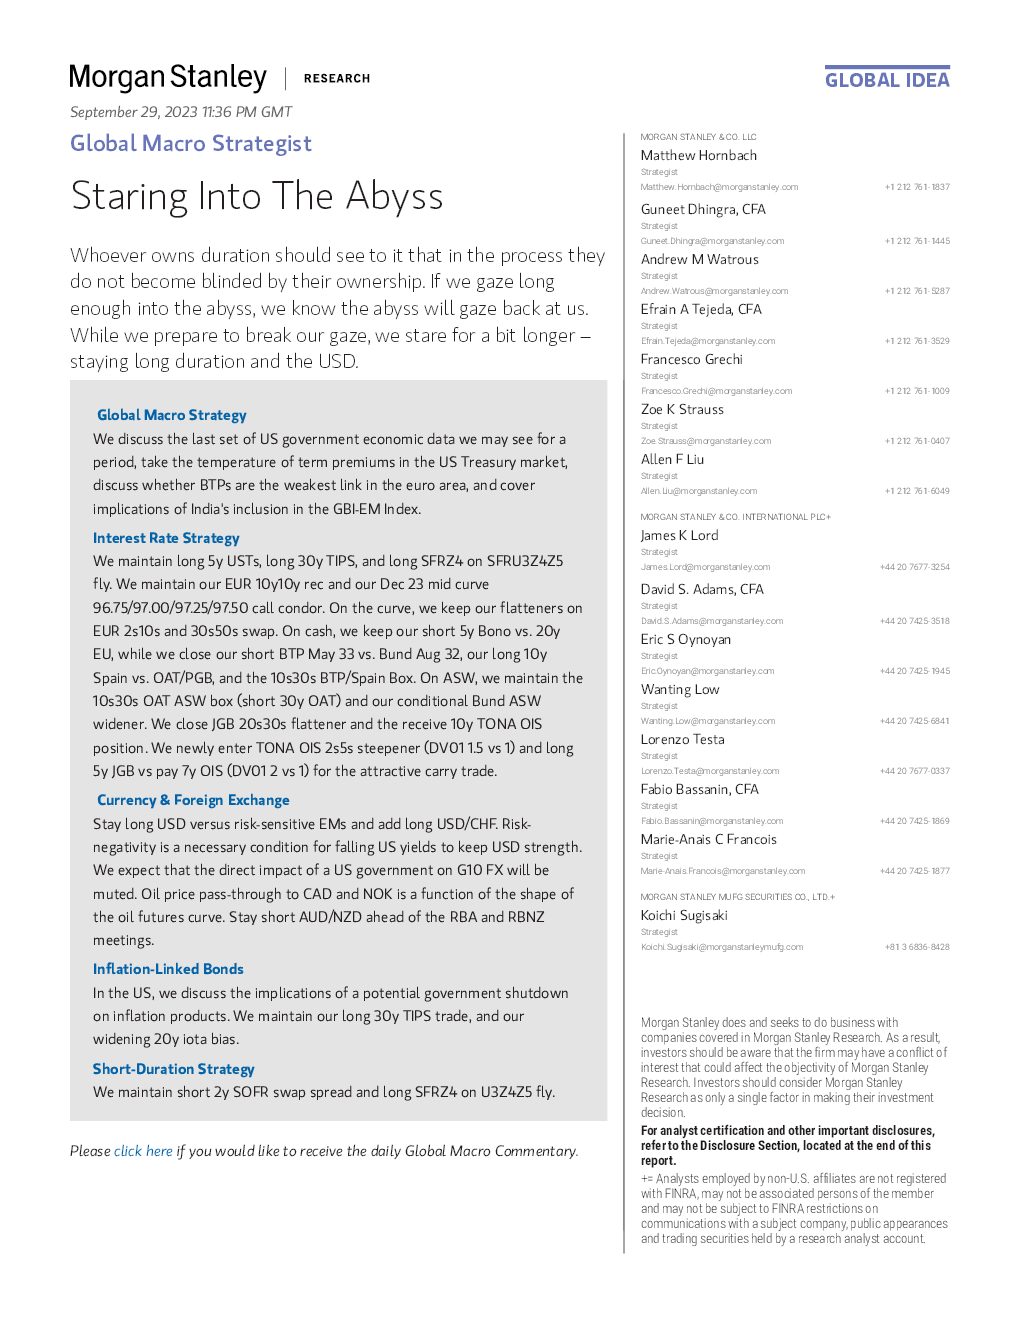 Morgan Stanley | RESEARCH
GLOBAL IDEA
September 29, 2023 11:36 PM GMT
Global Macro Strategist
Staring Into The Abyss
Whoever owns duration should see to it that in the process they
do not become blinded by their ownership. If we gaze long
enough into the abyss, we know the abyss will gaze back at us.
While we prepare to break our gaze, we stare for a bit longer –
staying long duration and the USD.
Global Macro Strategy
We discuss the last set of US government economic data we may see for a
period, take the temperature of term premiums in the US Treasury market,
discuss whether BTPs are the weakest link in the euro area, and cover
implications of India's inclusion in the GBI-EM Index.
Interest Rate Strategy
We maintain long 5y USTs, long 30y TIPS, and long SFRZ4 on SFRU3Z4Z5
fly. We maintain our EUR 10y10y rec and our Dec 23 mid curve
96.75/97.00/97.25/97.50 call condor. On the curve, we keep our flatteners on
EUR 2s10s and 30s50s swap. On cash, we keep our short 5y Bono vs. 20y
EU, while we close our short BTP May 33 vs. Bund Aug 32, our long 10y
Spain vs. OAT/PGB, and the 10s30s BTP/Spain Box. On ASW, we maintain the
10s30s OAT ASW box (short 30y OAT) and our conditional Bund ASW
widener. We close JGB 20s30s flattener and the receive 10y TONA OIS
position. We newly enter TONA OIS 2s5s steepener (DV01 1.5 vs 1) and long
5y JGB vs pay 7y OIS (DV01 2 vs 1) for the attractive carry trade.
Currency & Foreign Exchange
Stay long USD versus risk-sensitive EMs and add long USD/CHF. Risk-
negativity is a necessary condition for falling US yields to keep USD strength.
We expect that the direct impact of a US government on G10 FX will be
muted. Oil price pass-through to CAD and NOK is a function of the shape of
the oil futures curve. Stay short AUD/NZD ahead of the RBA and RBNZ
meetings.
Inflation-Linked Bonds
In the US, we discuss the implications of a potential government shutdown
on inflation products. We maintain our long 30y TIPS trade, and our
widening 20y iota bias.
Short-Duration Strategy
We maintain short 2y SOFR swap spread and long SFRZ4 on U3Z4Z5 fly.
Please click here if you would like to receive the daily Global Macro Commentary.
MORGAN STANLEY & CO. LLC
Matthew Hornbach
Strategist
Matthew.Hornbach@morganstanley.com +1 212 761-1837
Guneet Dhingra, CFA
Strategist
Guneet.Dhingra@morganstanley.com +1 212 761-1445
Andrew M Watrous
Strategist
Andrew.Watrous@morganstanley.com +1 212 761-5287
Efrain A Tejeda, CFA
Strategist
Efrain.Tejeda@morganstanley.com +1 212 761-3529
Francesco Grechi
Strategist
Francesco.Grechi@morganstanley.com +1 212 761-1009
Zoe K Strauss
Strategist
Zoe.Strauss@morganstanley.com +1 212 761-0407
Allen F Liu
Strategist
Allen.Liu@morganstanley.com +1 212 761-6049
MORGAN STANLEY & CO. INTERNATIONAL PLC+
James K Lord
Strategist
James.Lord@morganstanley.com +44 20 7677-3254
David S. Adams, CFA
Strategist
David.S.Adams@morganstanley.com +44 20 7425-3518
Eric S Oynoyan
Strategist
Eric.Oynoyan@morganstanley.com +44 20 7425-1945
Wanting Low
Strategist
Wanting.Low@morganstanley.com +44 20 7425-6841
Lorenzo Testa
Strategist
Lorenzo.Testa@morganstanley.com +44 20 7677-0337
Fabio Bassanin, CFA
Strategist
Fabio.Bassanin@morganstanley.com +44 20 7425-1869
Marie-Anais C Francois
Strategist
Marie-Anais.Francois@morganstanley.com +44 20 7425-1877
MORGAN STANLEY MUFG SECURITIES CO., LTD.+
Koichi Sugisaki
Strategist
Koichi.Sugisaki@morganstanleymufg.com +81 3 6836-8428
Morgan Stanley does and seeks to do business with
companies covered in Morgan Stanley Research. As a result,
investors should be aware that the firm may have a conflict of
interest that could affect the objectivity of Morgan Stanley
Research. Investors should consider Morgan Stanley
Research as only a single factor in making their investment
decision.
For analyst certification and other important disclosures,
refer to the Disclosure Section, located at the end of this
report.
+= Analysts employed by non-U.S. affiliates are not registered
with FINRA, may not be associated persons of the member
and may not be subject to FINRA restrictions on
communications with a subject company, public appearances
and trading securities held by a research analyst account.